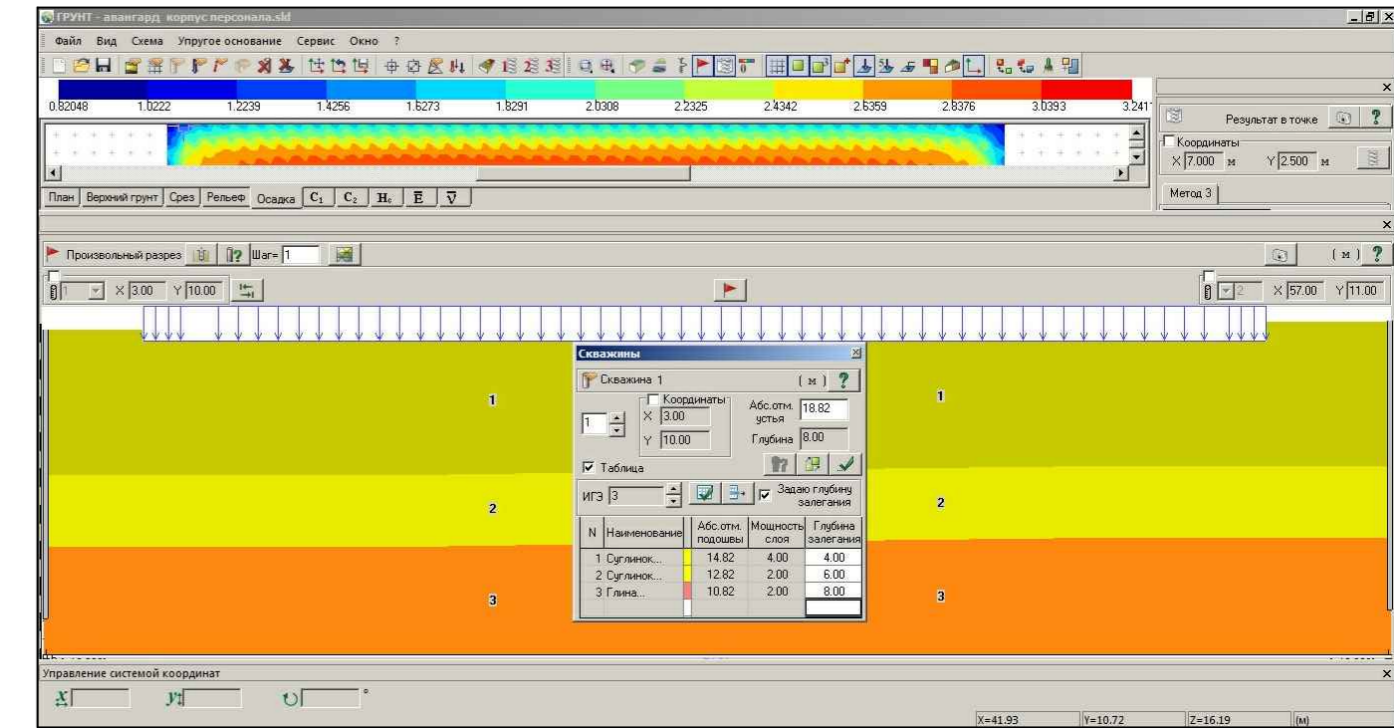 ГРУНТ - авангард корпус персонала.sld
Файл Вид Схема Упругое основание Сервис Окно ?
0.82048 1.0222 1.2239 1.4256 1.6273 1.8291 2.0308 2.2325 2.4342 2.6359 2.8376 3.0393 3.241
Результат в точке ?
Координаты
X 7.000 м Y 2.500 м
Метод 3
План Верхний грунт Срез Рельеф Осадка C₁ C₂ Hc E V
Произвольный разрез Шаг= 1 ( м ) ?
1 X 3.00 Y 10.00 2 X 57.00 Y 11.00
Скважины
Скважина 1 ( м ) ?
1 Координаты Абс.отм. устья 18.82
X 3.00
Y 10.00 Глубина 8.00
Таблица
ИГЭ 3 Задаю глубину залегания
N Наименование Абс.отм. подошвы Мощность слоя Глубина залегания
1 Суглинок... 14.82 4.00 4.00
2 Суглинок... 12.82 2.00 6.00
3 Глина... 10.82 2.00 8.00
1 1
2 2
3 3
Управление системой координат
X У °
X=41.93 Y=10.72 Z=16.19 (м)